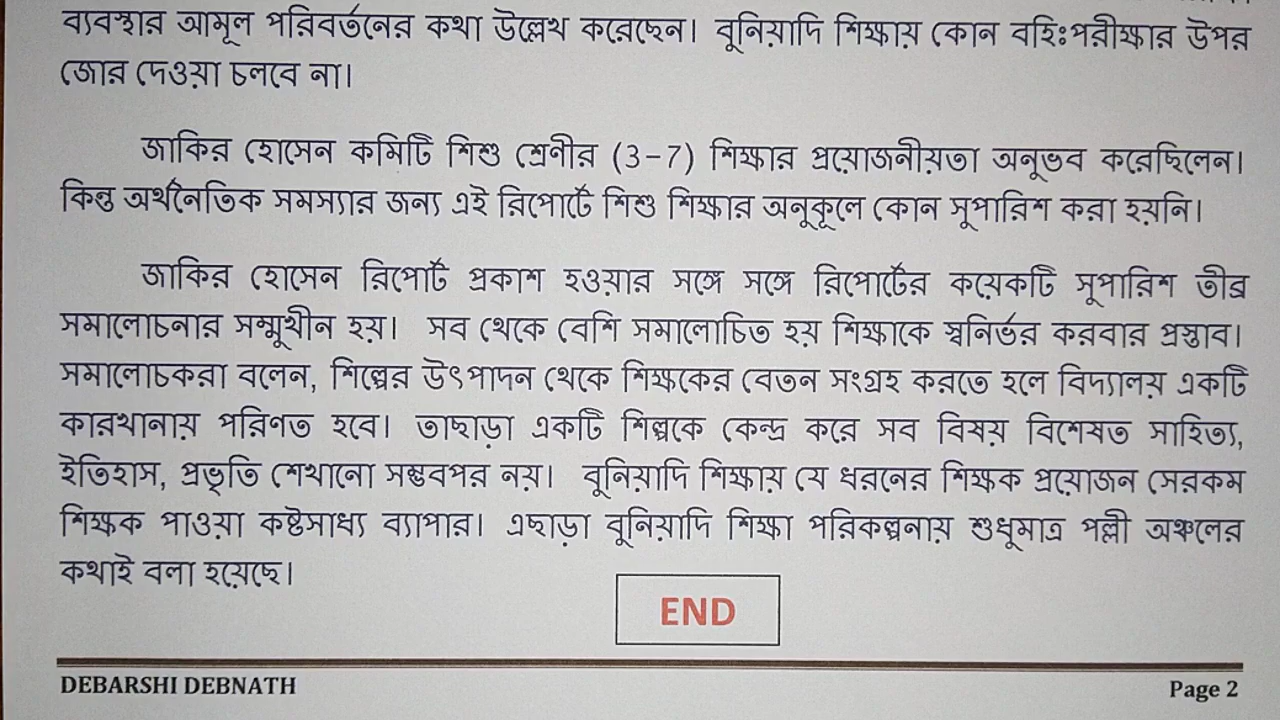 ব্যবস্থার আমূল পরিবর্তনের কথা উল্লেখ করেছেন। বুনিয়াদি শিক্ষায় কোন বহিঃপরীক্ষার উপর
জোর দেওয়া চলবে না।
জাকির হোসেন কমিটি শিশু শ্রেনীর (3-7) শিক্ষার প্রয়োজনীয়তা অনুভব করেছিলেন।
কিন্তু অর্থনৈতিক সমস্যার জন্য এই রিপোর্টে শিশু শিক্ষার অনুকূলে কোন সুপারিশ করা হয়নি।
জাকির হোসেন রিপোর্ট প্রকাশ হওয়ার সঙ্গে সঙ্গে রিপোর্টের কয়েকটি সুপারিশ তীব্র
সমালোচনার সম্মুখীন হয়। সব থেকে বেশি সমালোচিত হয় শিক্ষাকে স্বনির্ভর করবার প্রস্তাব।
সমালোচকরা বলেন, শিল্পের উৎপাদন থেকে শিক্ষকের বেতন সংগ্রহ করতে হলে বিদ্যালয় একটি
কারখানায় পরিণত হবে। তাছাড়া একটি শিল্পকে কেন্দ্র করে সব বিষয় বিশেষত সাহিত্য,
ইতিহাস, প্রভৃতি শেখানো সম্ভবপর নয়। বুনিয়াদি শিক্ষায় যে ধরনের শিক্ষক প্রয়োজন সেরকম
শিক্ষক পাওয়া কষ্টসাধ্য ব্যাপার। এছাড়া বুনিয়াদি শিক্ষা পরিকল্পনায় শুধুমাত্র পল্লী অঞ্চলের
কথাই বলা হয়েছে।
END
DEBARSHI DEBNATH Page 2